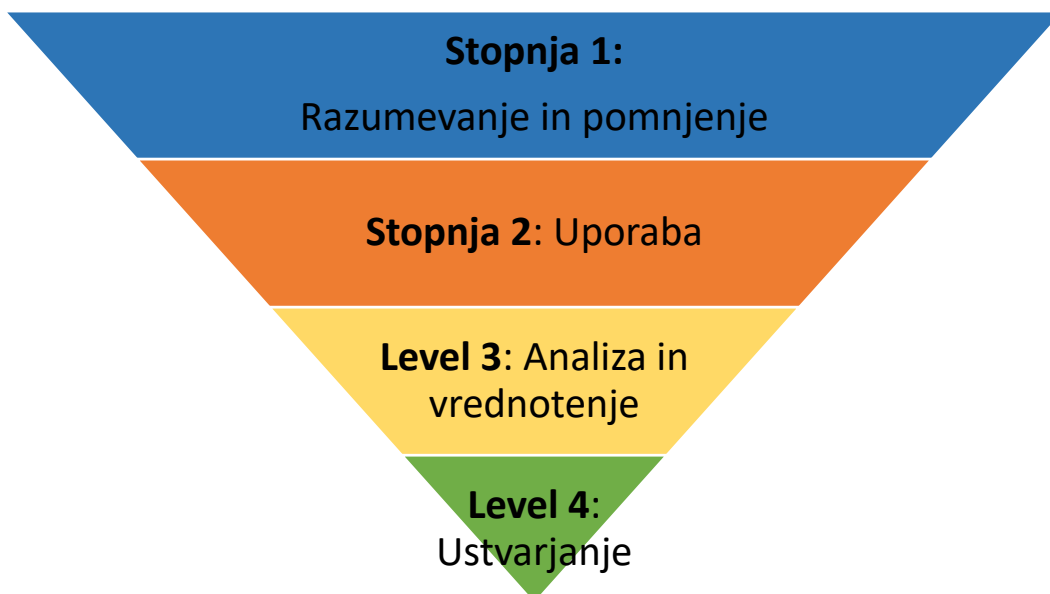 Stopnja 1:
Razumevanje in pomnjenje
Stopnja 2: Uporaba
Level 3: Analiza in
vrednotenje
Level 4:
Ustvarjanje